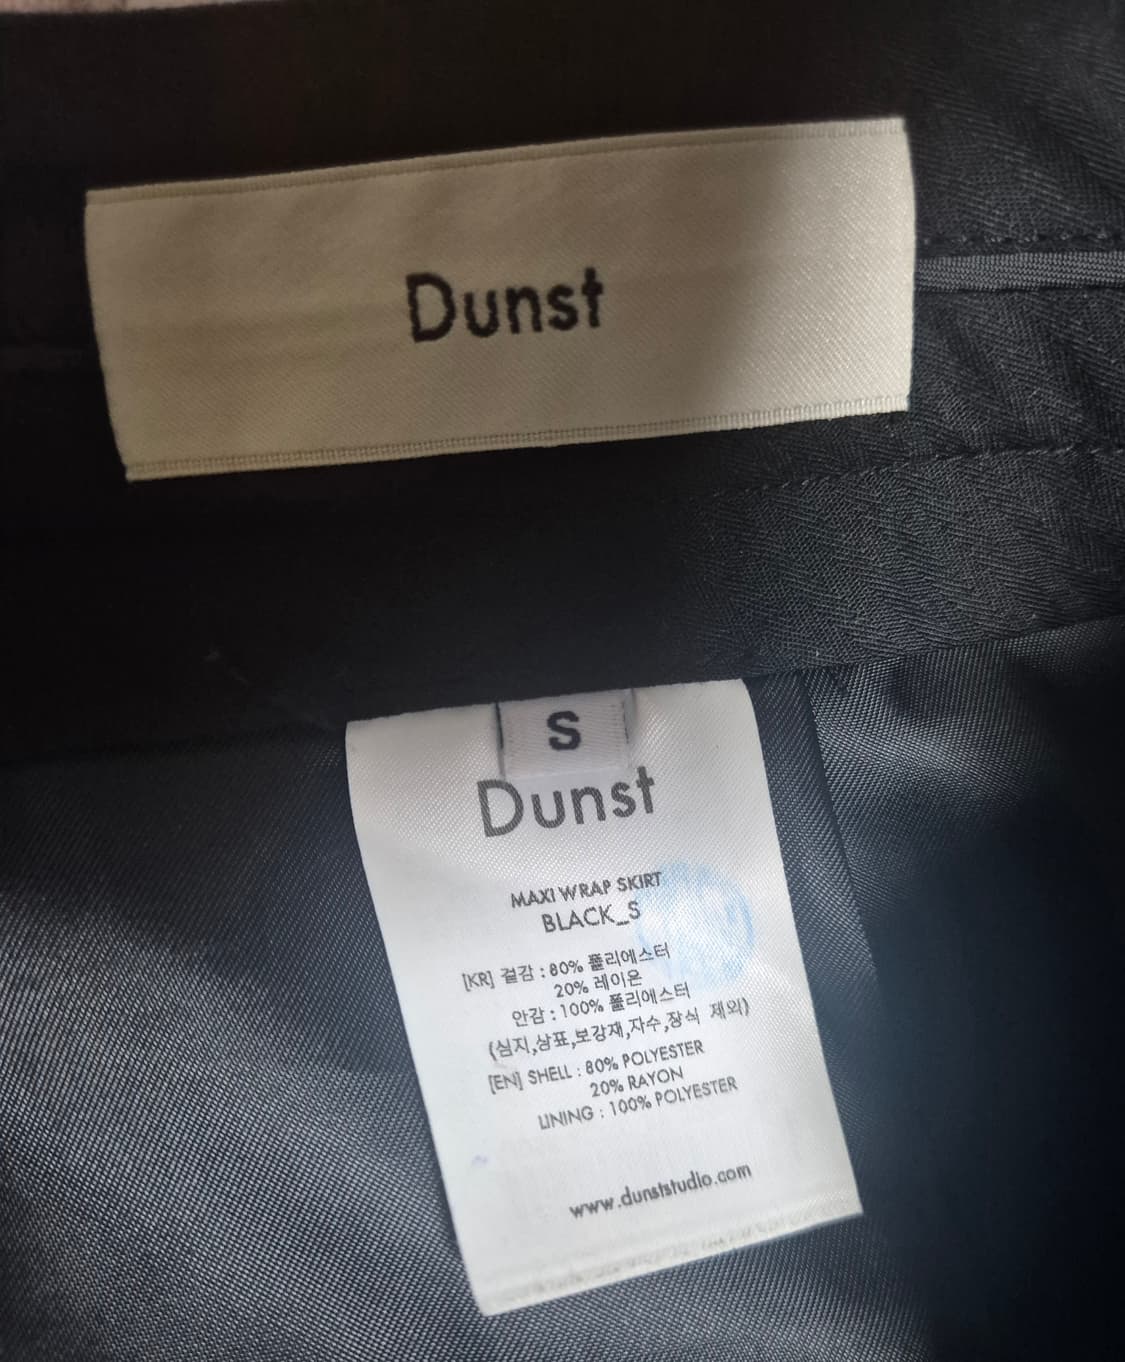 Dunst
S
Dunst
MAXI WRAP SKIRT
BLACK_S
[KR] 겉감 : 80% 폴리에스터
20% 레이온
안감 : 100% 폴리에스터
(심지,상표,보강재,자수,장식 제외)
[EN] SHELL : 80% POLYESTER
20% RAYON
LINING : 100% POLYESTER
www.dunststudio.com